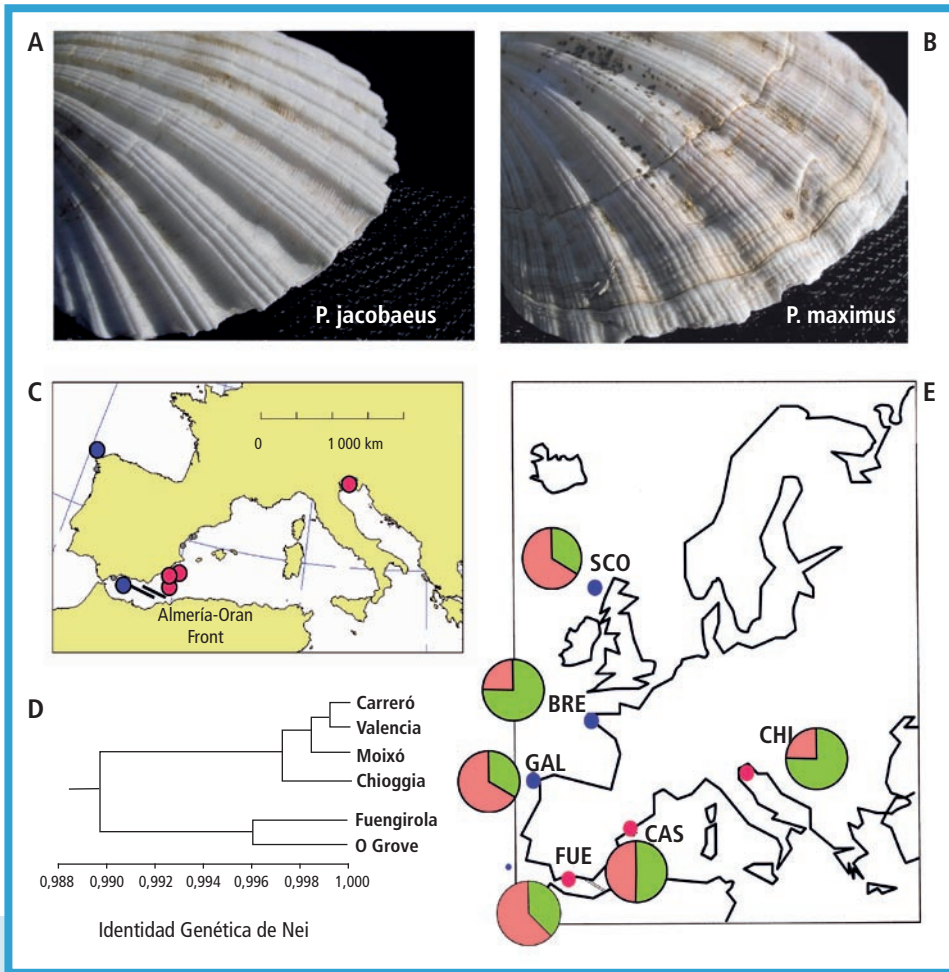 A
P. jacobaeus
B
P. maximus
C
0
1 000 km
Almería-Oran
Front
D
Carreró
Valencia
Moixó
Chioggia
Fuengirola
O Grove
0,988 0,990 0,992 0,994 0,996 0,998 1,000
Identidad Genética de Nei
E
SCO
BRE
GAL
CHI
CAS
FUE